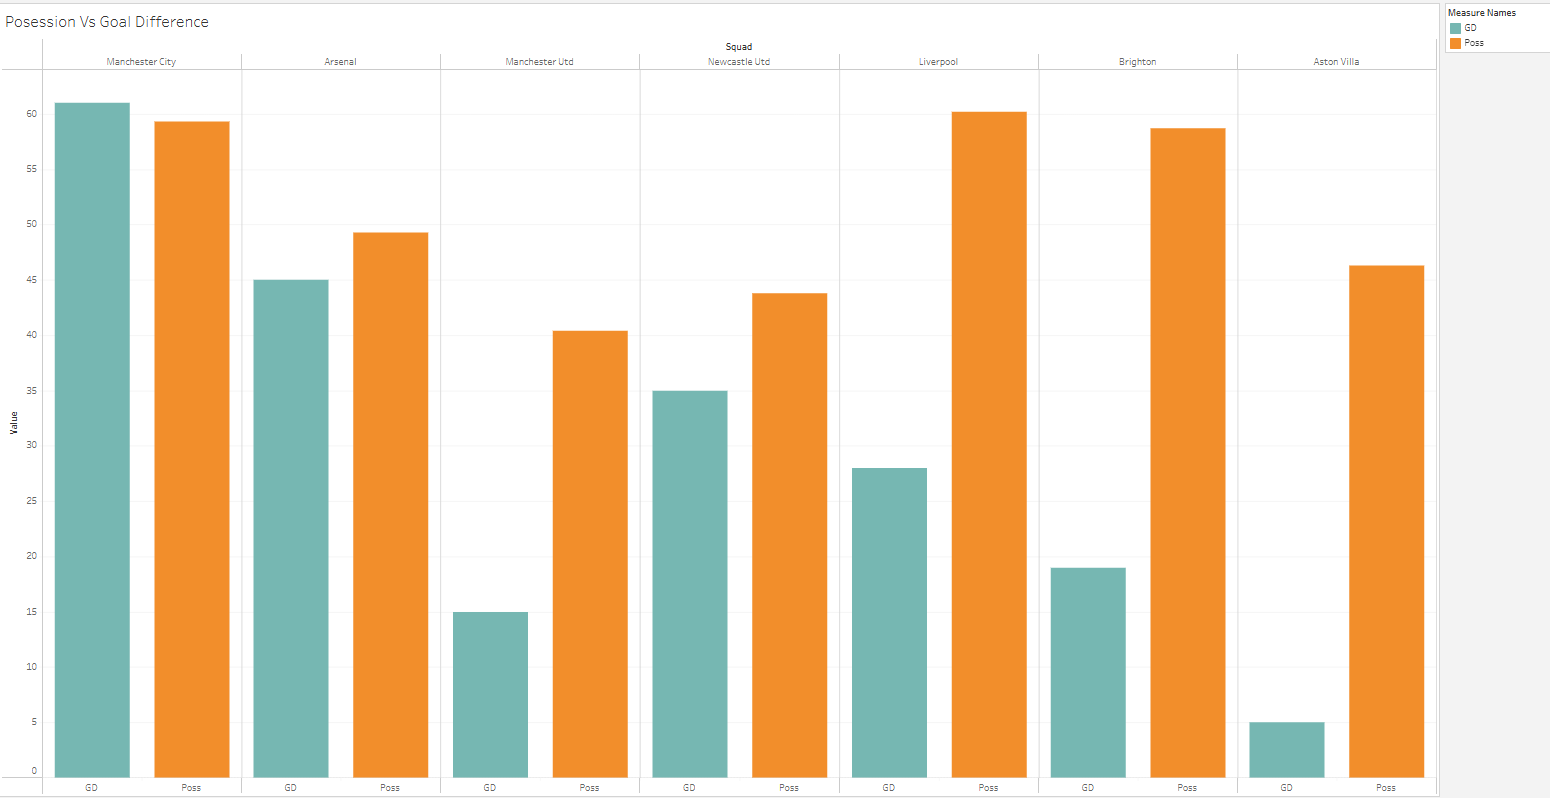 Posession Vs Goal Difference
Measure Names
GD
Poss
Squad
Manchester City Arsenal Manchester Utd Newcastle Utd Liverpool Brighton Aston Villa
60
55
50
45
40
35
Value
30
25
20
15
10
5
0
GD Poss GD Poss GD Poss GD Poss GD Poss GD Poss GD Poss